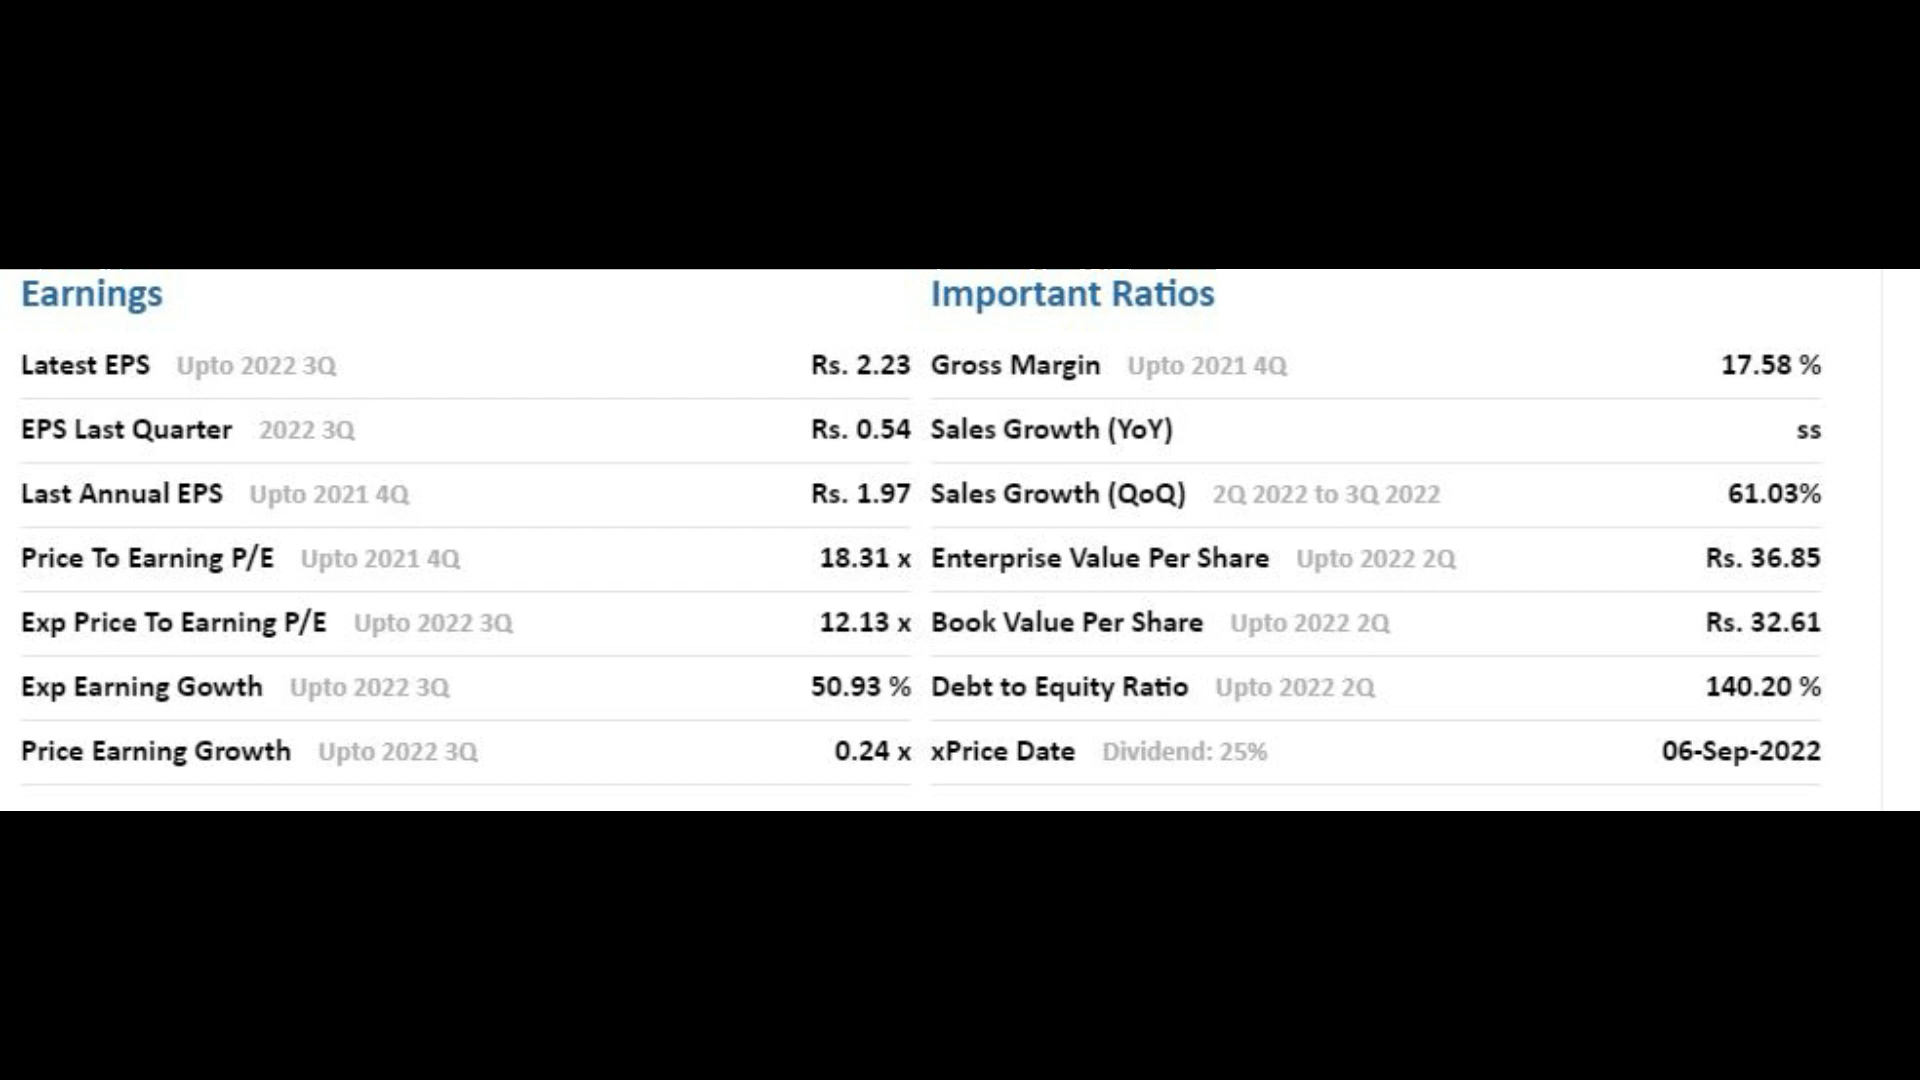 Earnings
Latest EPS Upto 2022 3Q Rs. 2.23
EPS Last Quarter 2022 3Q Rs. 0.54
Last Annual EPS Upto 2021 4Q Rs. 1.97
Price To Earning P/E Upto 2021 4Q 18.31 x
Exp Price To Earning P/E Upto 2022 3Q 12.13 x
Exp Earning Gowth Upto 2022 3Q 50.93 %
Price Earning Growth Upto 2022 3Q 0.24 x
Important Ratios
Gross Margin Upto 2021 4Q 17.58 %
Sales Growth (YoY) ss
Sales Growth (QoQ) 2Q 2022 to 3Q 2022 61.03%
Enterprise Value Per Share Upto 2022 2Q Rs. 36.85
Book Value Per Share Upto 2022 2Q Rs. 32.61
Debt to Equity Ratio Upto 2022 2Q 140.20 %
xPrice Date Dividend: 25% 06-Sep-2022